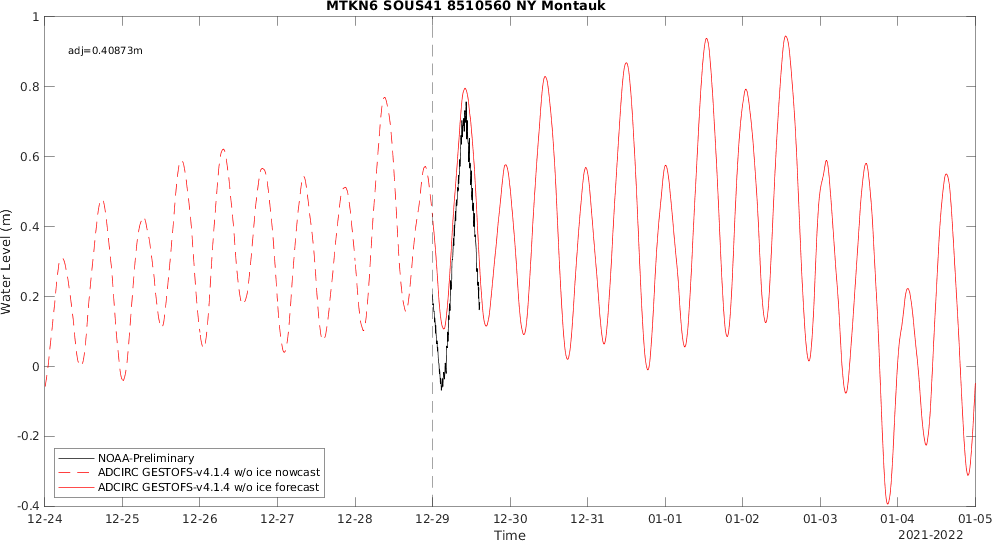 MTKN6 SOUS41 8510560 NY Montauk
adj=0.40873m
1
0.8
0.6
0.4
0.2
0
-0.2
-0.4
Water Level (m)
NOAA-Preliminary
ADCIRC GESTOFS-v4.1.4 w/o ice nowcast
ADCIRC GESTOFS-v4.1.4 w/o ice forecast
12-24 12-25 12-26 12-27 12-28 12-29 12-30 12-31 01-01 01-02 01-03 01-04 01-05
Time
2021-2022